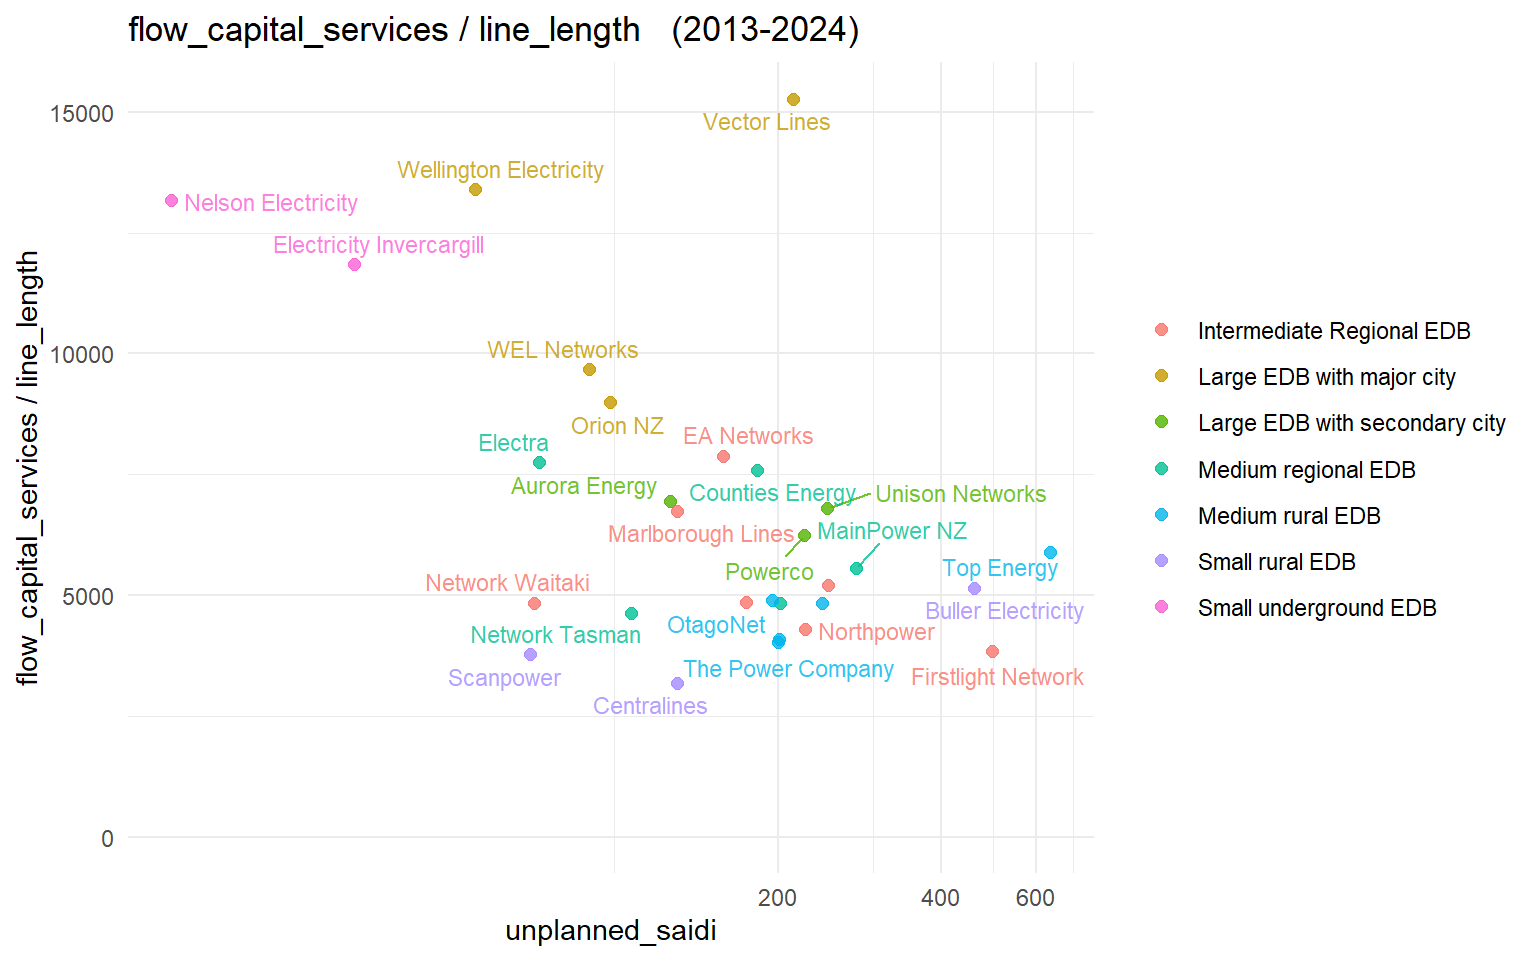 flow_capital_services / line_length (2013-2024)
flow_capital_services / line_length
15000
10000
5000
0
Vector Lines
Wellington Electricity
Nelson Electricity
Electricity Invercargill
WEL Networks
Orion NZ
EA Networks
Electra
Aurora Energy
Counties Energy
Unison Networks
Marlborough Lines
MainPower NZ
Powerco
Top Energy
Network Waitaki
Buller Electricity
OtagoNet
Northpower
Network Tasman
The Power Company
Firstlight Network
Scanpower
Centralines
200
400
600
unplanned_saidi
Intermediate Regional EDB
Large EDB with major city
Large EDB with secondary city
Medium regional EDB
Medium rural EDB
Small rural EDB
Small underground EDB